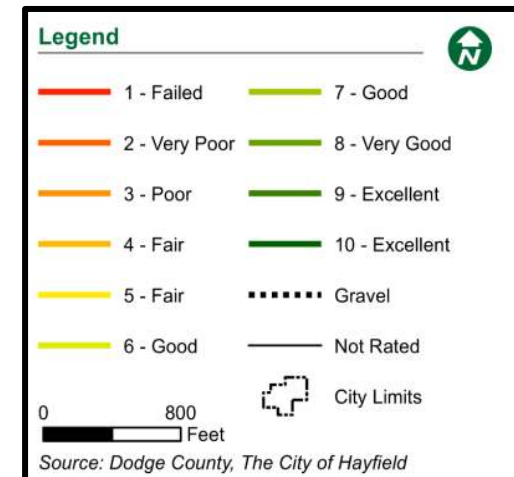 Legend
N
1 - Failed
2 - Very Poor
3 - Poor
4 - Fair
5 - Fair
6 - Good
7 - Good
8 - Very Good
9 - Excellent
10 - Excellent
Gravel
Not Rated
City Limits
0 800
Feet
Source: Dodge County, The City of Hayfield